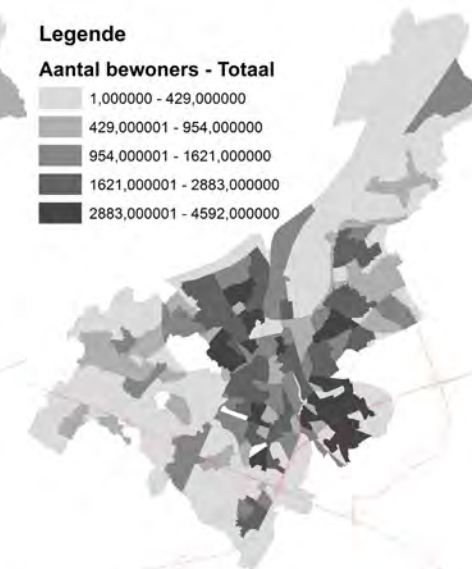 Legende
Aantal bewoners - Totaal
1,000000 - 429,000000
429,000001 - 954,000000
954,000001 - 1621,000000
1621,000001 - 2883,000000
2883,000001 - 4592,000000